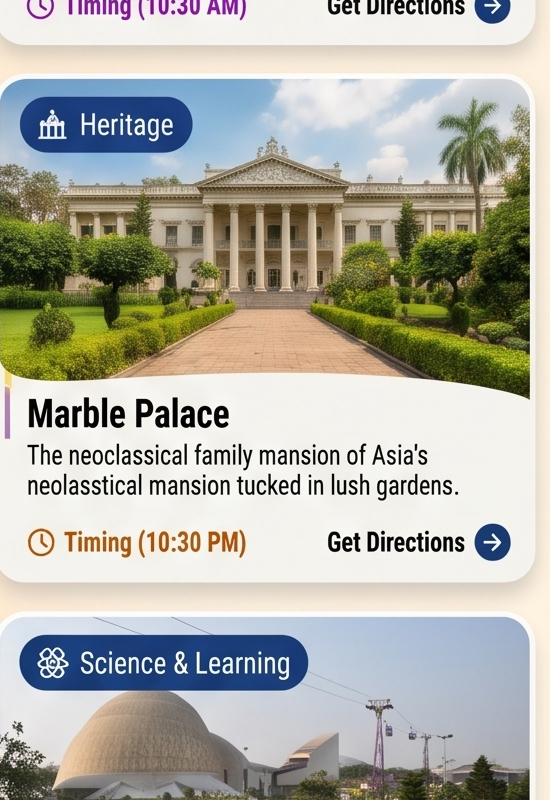 Timing (10:30 AM)
Get Directions
Heritage
Marble Palace
The neoclassical family mansion of Asia's
neolasstical mansion tucked in lush gardens.
Timing (10:30 PM)
Get Directions
Science & Learning